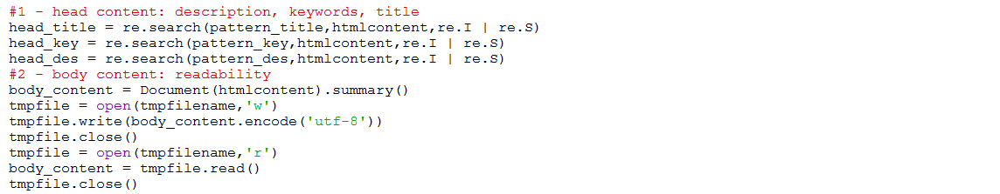 #1 - head content: description, keywords, title
head_title = re.search(pattern_title,htmlcontent,re.I | re.S)
head_key = re.search(pattern_key,htmlcontent,re.I | re.S)
head_des = re.search(pattern_des,htmlcontent,re.I | re.S)
#2 - body content: readability
body_content = Document(htmlcontent).summary()
tmpfile = open(tmpfilename,'w')
tmpfile.write(body_content.encode('utf-8'))
tmpfile.close()
tmpfile = open(tmpfilename,'r')
body_content = tmpfile.read()
tmpfile.close()